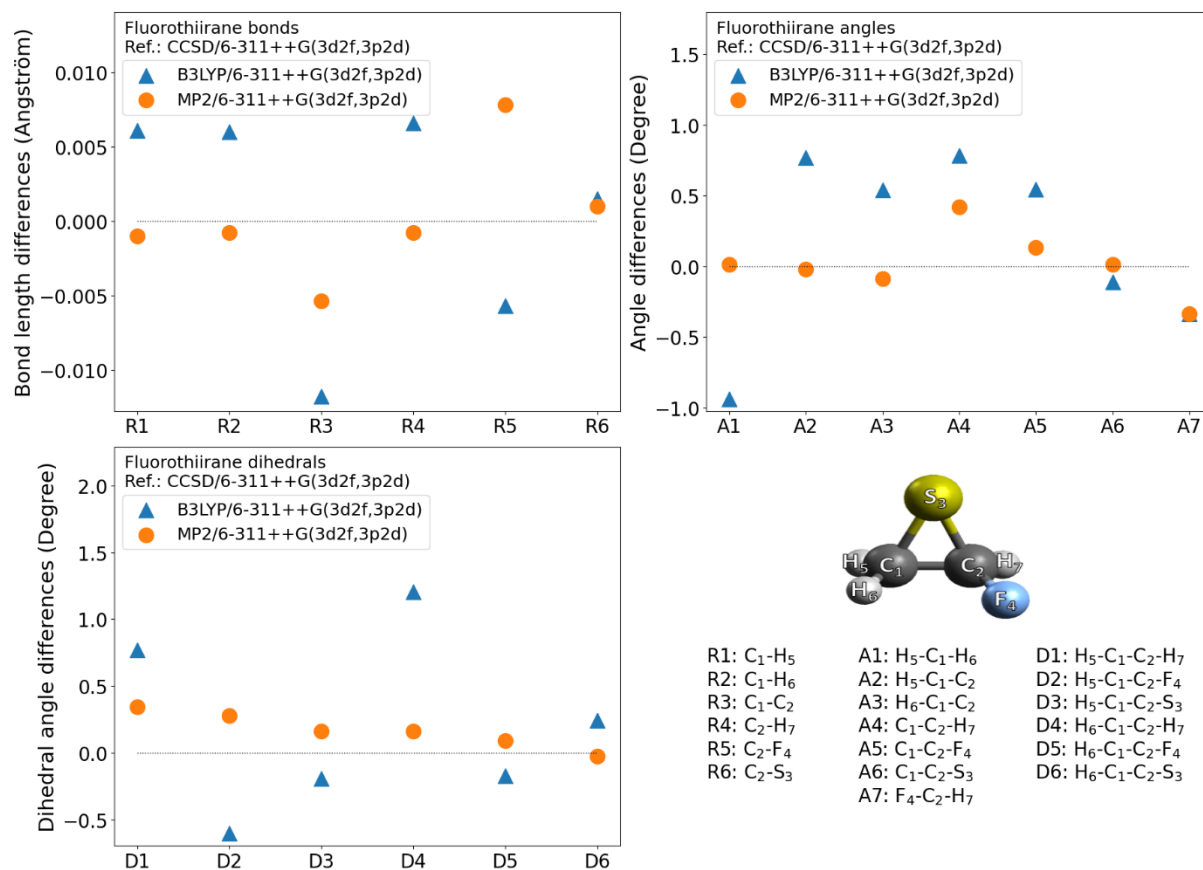 Fluorothiirane bonds
Ref.: CCSD/6-311++G(3d2f,3p2d)
B3LYP/6-311++G(3d2f,3p2d)
MP2/6-311++G(3d2f,3p2d)
Bond length differences (Angström)
0.010
0.005
0.000
−0.005
−0.010
R1 R2 R3 R4 R5 R6
Fluorothiirane angles
Ref.: CCSD/6-311++G(3d2f,3p2d)
B3LYP/6-311++G(3d2f,3p2d)
MP2/6-311++G(3d2f,3p2d)
Angle differences (Degree)
1.5
1.0
0.5
0.0
−0.5
−1.0
A1 A2 A3 A4 A5 A6 A7
Fluorothiirane dihedrals
Ref.: CCSD/6-311++G(3d2f,3p2d)
B3LYP/6-311++G(3d2f,3p2d)
MP2/6-311++G(3d2f,3p2d)
Dihedral angle differences (Degree)
2.0
1.5
1.0
0.5
0.0
−0.5
D1 D2 D3 D4 D5 D6
S₃
H₅ C₁ C₂ H₇
H₆ F₄
R1: C₁-H₅ A1: H₅-C₁-H₆ D1: H₅-C₁-C₂-H₇
R2: C₁-H₆ A2: H₅-C₁-C₂ D2: H₅-C₁-C₂-F₄
R3: C₁-C₂ A3: H₆-C₁-C₂ D3: H₅-C₁-C₂-S₃
R4: C₂-H₇ A4: C₁-C₂-H₇ D4: H₆-C₁-C₂-H₇
R5: C₂-F₄ A5: C₁-C₂-F₄ D5: H₆-C₁-C₂-F₄
R6: C₂-S₃ A6: C₁-C₂-S₃ D6: H₆-C₁-C₂-S₃
A7: F₄-C₂-H₇